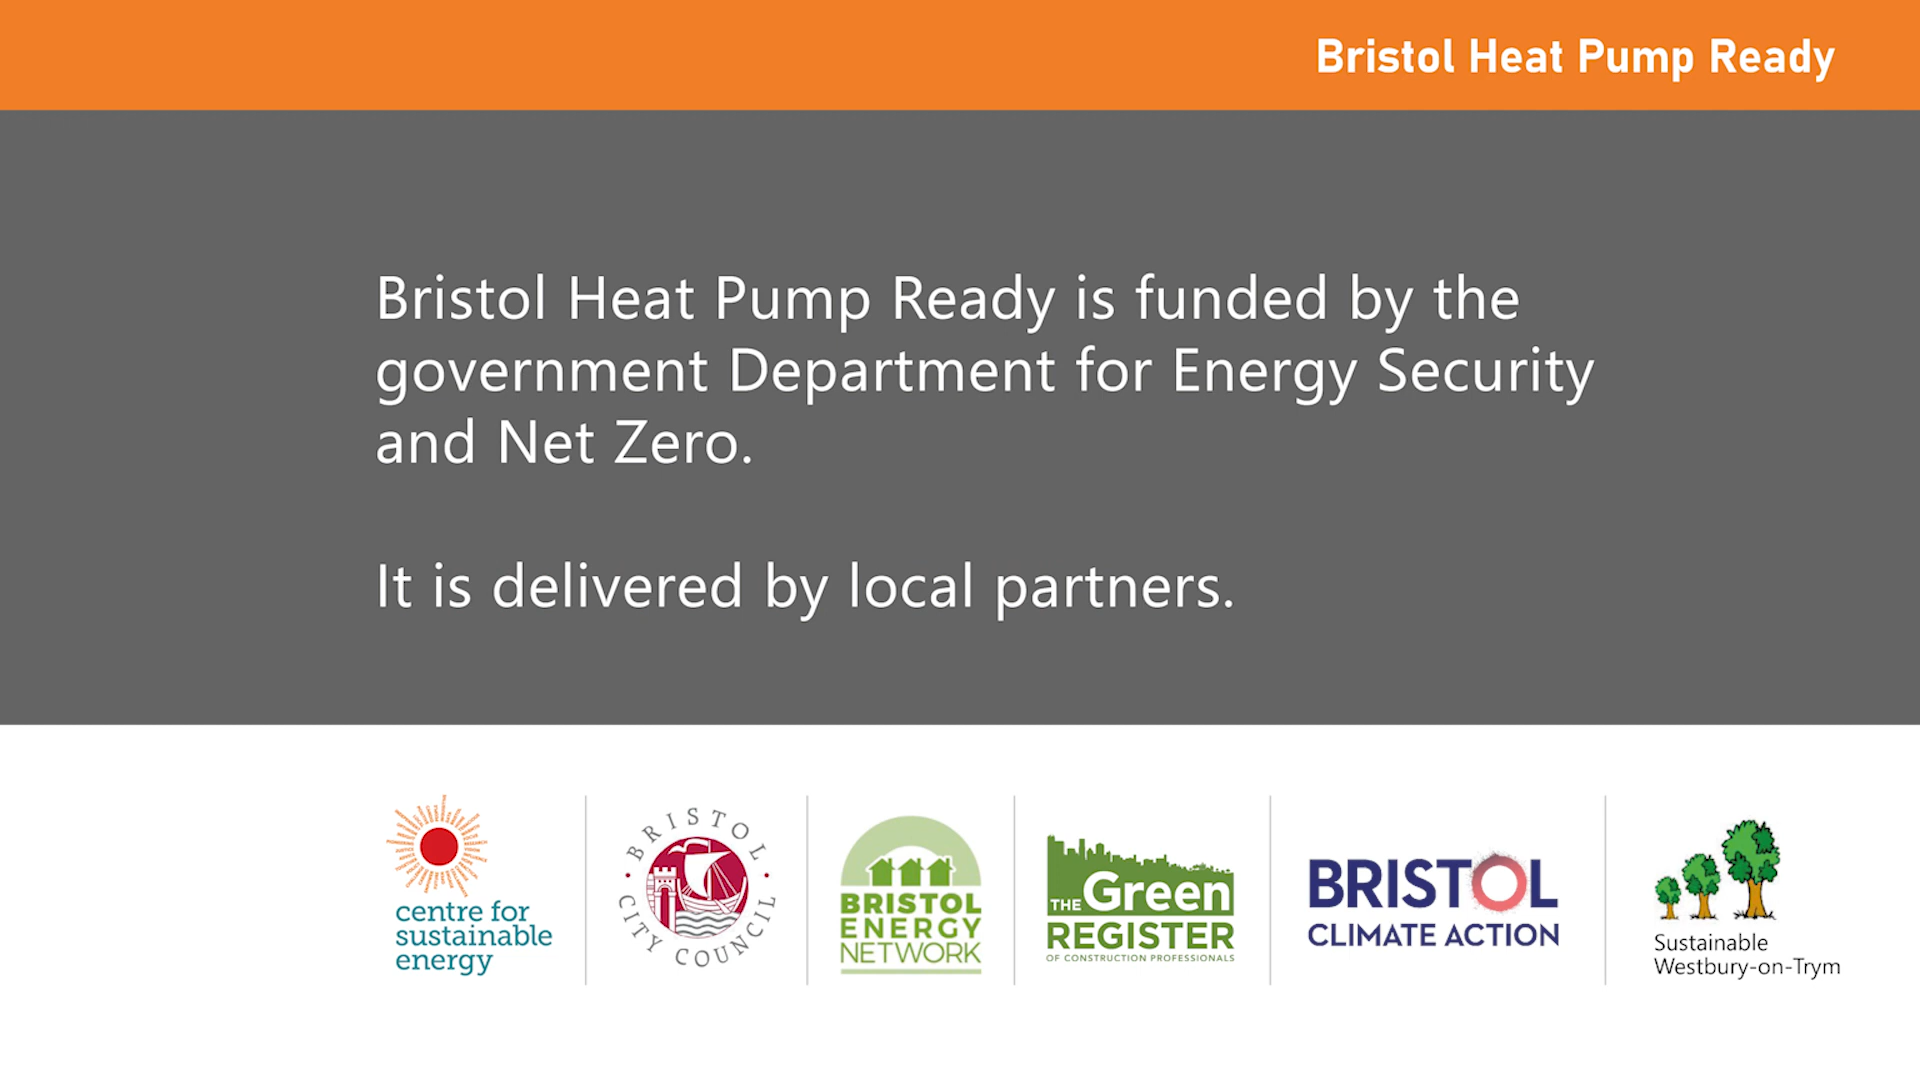 Bristol Heat Pump Ready
Bristol Heat Pump Ready is funded by the
government Department for Energy Security
and Net Zero.
It is delivered by local partners.
centre for
sustainable
energy
BRISTOL
CITY COUNCIL
BRISTOL
ENERGY
NETWORK
THE Green
REGISTER
OF CONSTRUCTION PROFESSIONALS
BRISTOL
CLIMATE ACTION
Sustainable
Westbury-on-Trym